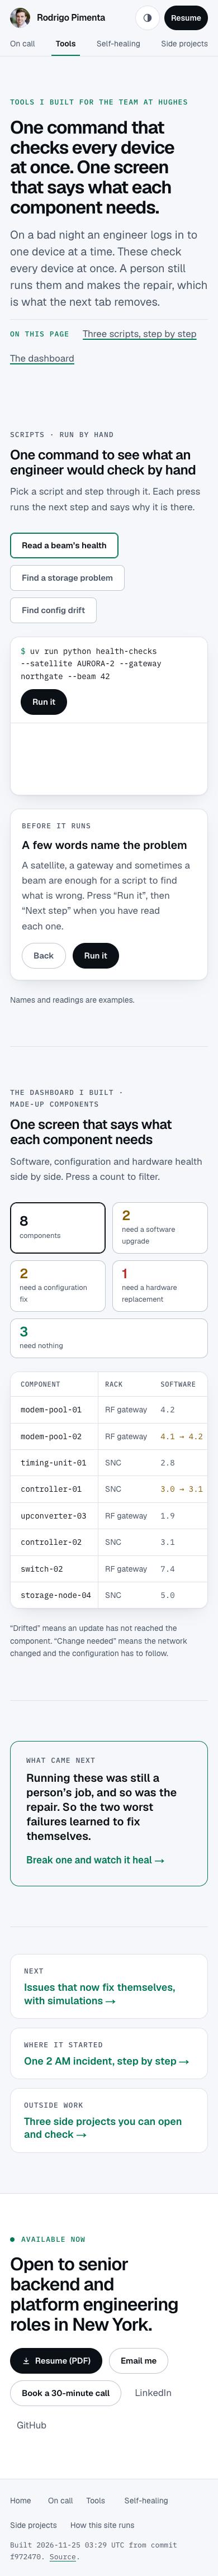 Rodrigo Pimenta
Resume
On call Tools Self-healing Side projects
TOOLS I BUILT FOR THE TEAM AT HUGHES
One command that
checks every device
at once. One screen
that says what each
component needs.
On a bad night an engineer logs in to
one device at a time. These check
every device at once. A person still
runs them and makes the repair, which
is what the next tab removes.
ON THIS PAGE Three scripts, step by step
The dashboard
SCRIPTS · RUN BY HAND
One command to see what an
engineer would check by hand
Pick a script and step through it. Each press
runs the next step and says why it is there.
Read a beam's health
Find a storage problem
Find config drift
$ uv run python health-checks
--satellite AURORA-2 --gateway
northgate --beam 42
Run it
BEFORE IT RUNS
A few words name the problem
A satellite, a gateway and sometimes a
beam are enough for a script to find
what is wrong. Press “Run it”, then
“Next step” when you have read
each one.
Back Run it
Names and readings are examples.
THE DASHBOARD I BUILT ·
MADE-UP COMPONENTS
One screen that says what
each component needs
Software, configuration and hardware health
side by side. Press a count to filter.
8
components
2
need a software
upgrade
2
need a configuration
fix
1
need a hardware
replacement
3
need nothing
COMPONENT RACK SOFTWARE
modem-pool-01 RF gateway 4.2
modem-pool-02 RF gateway 4.1 → 4.2
timing-unit-01 SNC 2.8
controller-01 SNC 3.0 → 3.1
upconverter-03 RF gateway 1.9
controller-02 SNC 3.1
switch-02 RF gateway 7.4
storage-node-04 SNC 5.0
“Drifted” means an update has not reached the
component. “Change needed” means the network
changed and the configuration has to follow.
WHAT CAME NEXT
Running these was still a
person's job, and so was the
repair. So the two worst
failures learned to fix
themselves.
Break one and watch it heal →
NEXT
Issues that now fix themselves,
with simulations →
WHERE IT STARTED
One 2 AM incident, step by step →
OUTSIDE WORK
Three side projects you can open
and check →
AVAILABLE NOW
Open to senior
backend and
platform engineering
roles in New York.
Resume (PDF) Email me
Book a 30-minute call LinkedIn
GitHub
Home On call Tools Self-healing
Side projects How this site runs
Built 2026-11-25 03:29 UTC from commit
f972470. Source.